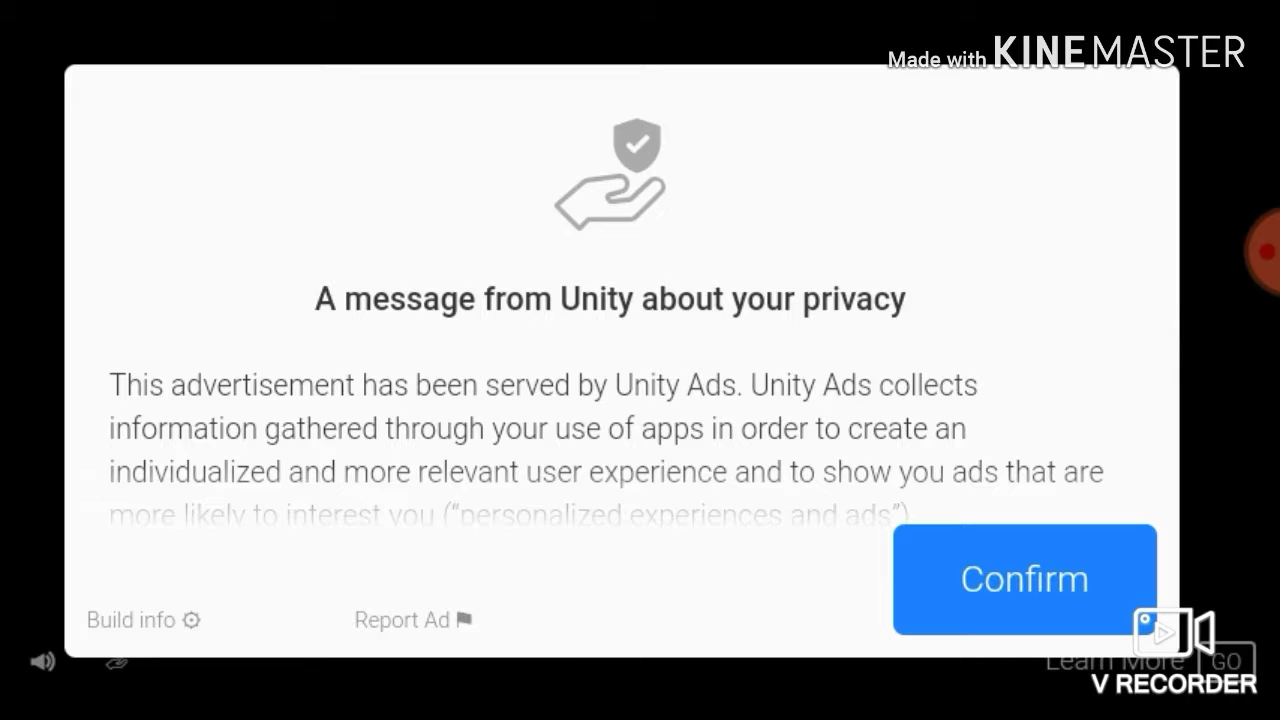 Made with KINEMASTER
A message from Unity about your privacy
This advertisement has been served by Unity Ads. Unity Ads collects
information gathered through your use of apps in order to create an
individualized and more relevant user experience and to show you ads that are
more likely to interest you (“personalized experiences and ads”)
Confirm
Build info
Report Ad
Learn More
GO
V RECORDER